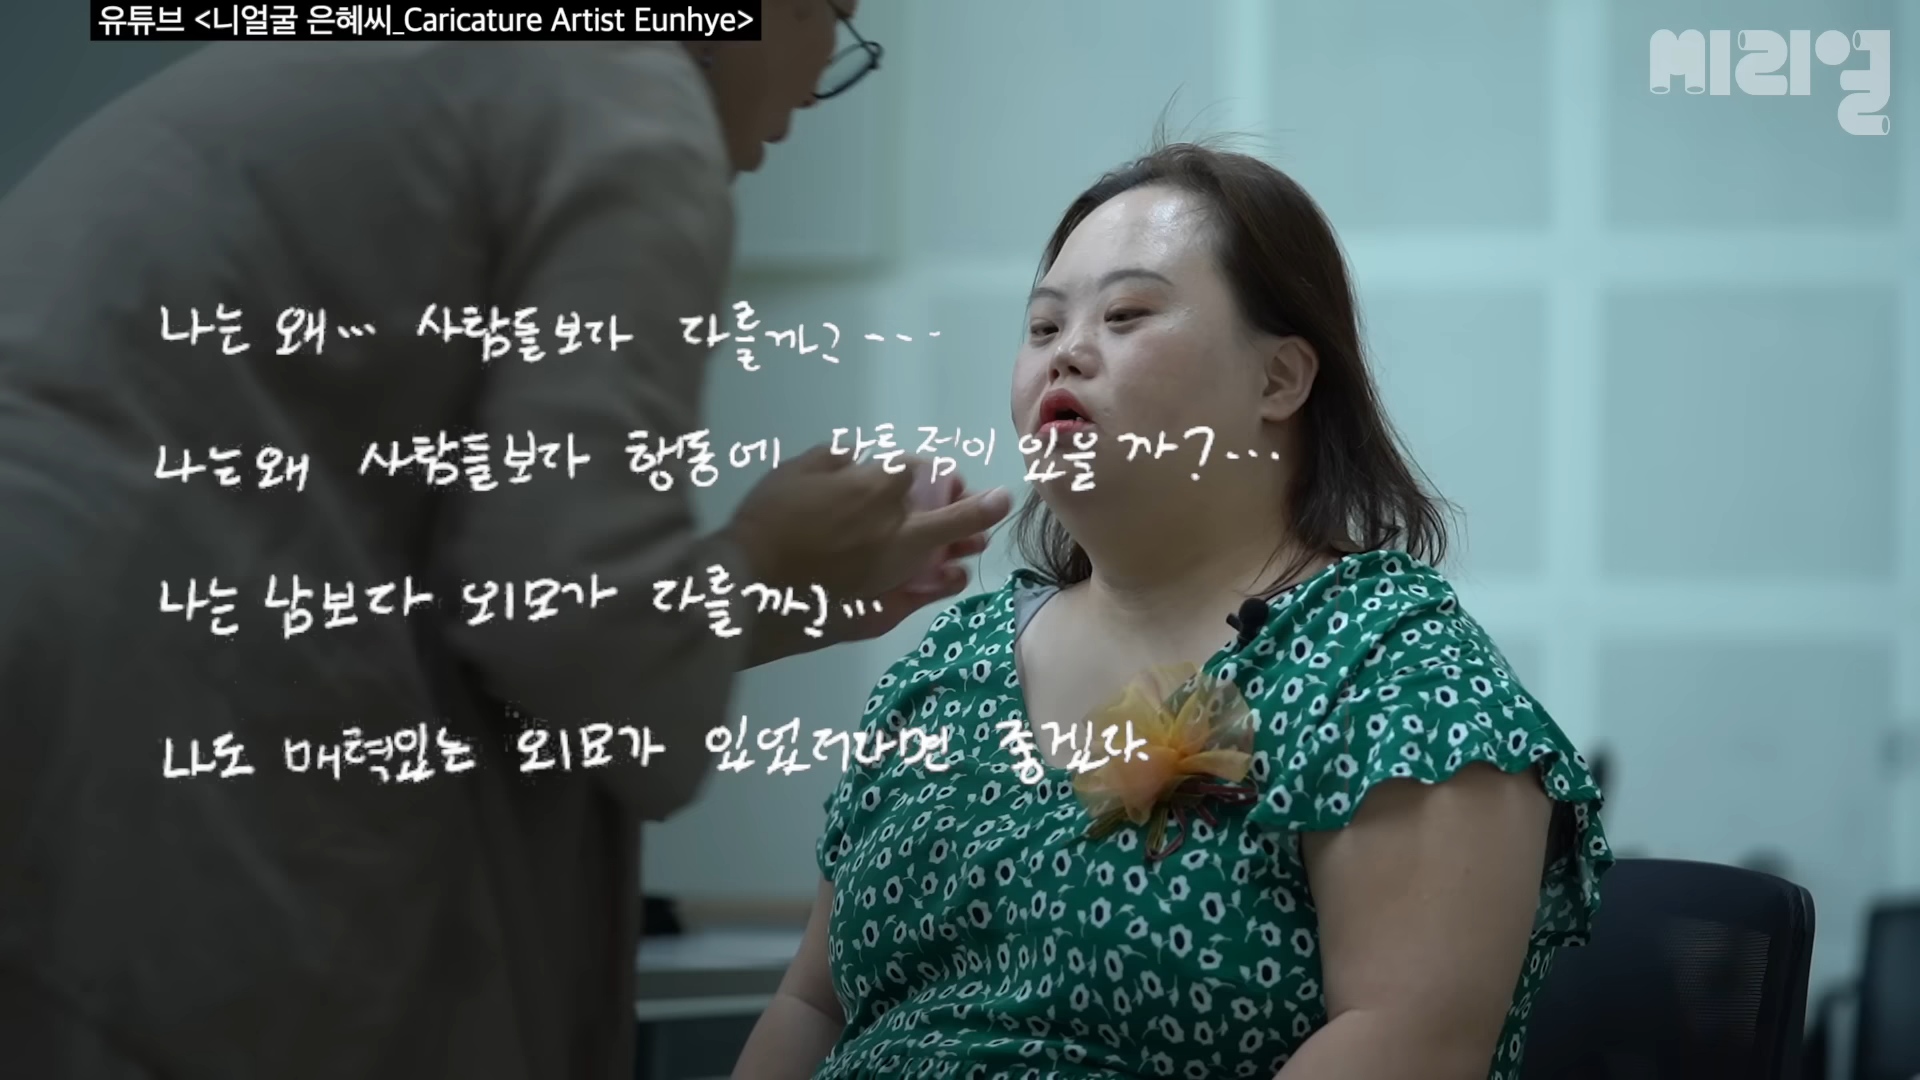 유튜브 <니얼굴 은혜씨_Caricature Artist Eunhye>
씨리얼
나는 왜... 사람들보다 다를까?---
나는왜 사람들보다 행동에 다른점이 있을까?...
나는 남보다 외모가 다를까?...
나도 매력있는 외모가 있었더라면 좋겠다.